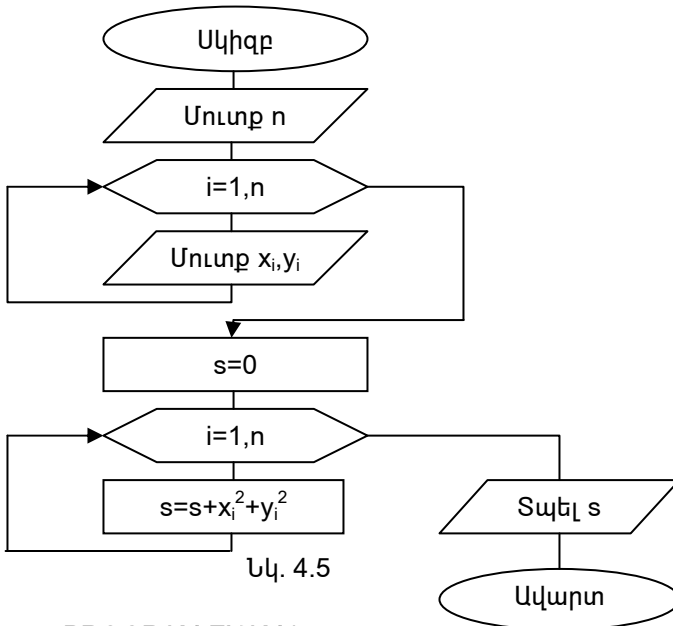 Սկիզբ
Մուտք n
i=1,n
Մուտք xᵢ,yᵢ
s=0
i=1,n
s=s+xᵢ²+yᵢ²
Տպել s
Նկ. 4.5
Ավարտ